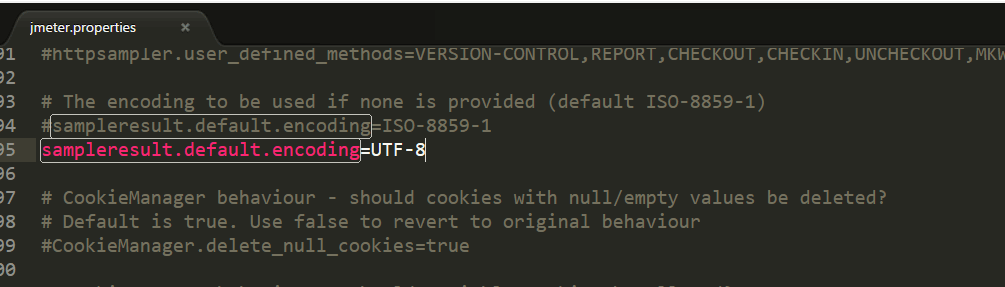 jmeter.properties ×
91 #httpsampler.user_defined_methods=VERSION-CONTROL,REPORT,CHECKOUT,CHECKIN,UNCHECKOUT,MKW
92
93 # The encoding to be used if none is provided (default ISO-8859-1)
94 #sampleresult.default.encoding=ISO-8859-1
95 sampleresult.default.encoding=UTF-8
96
97 # CookieManager behaviour - should cookies with null/empty values be deleted?
98 # Default is true. Use false to revert to original behaviour
99 #CookieManager.delete_null_cookies=true
00